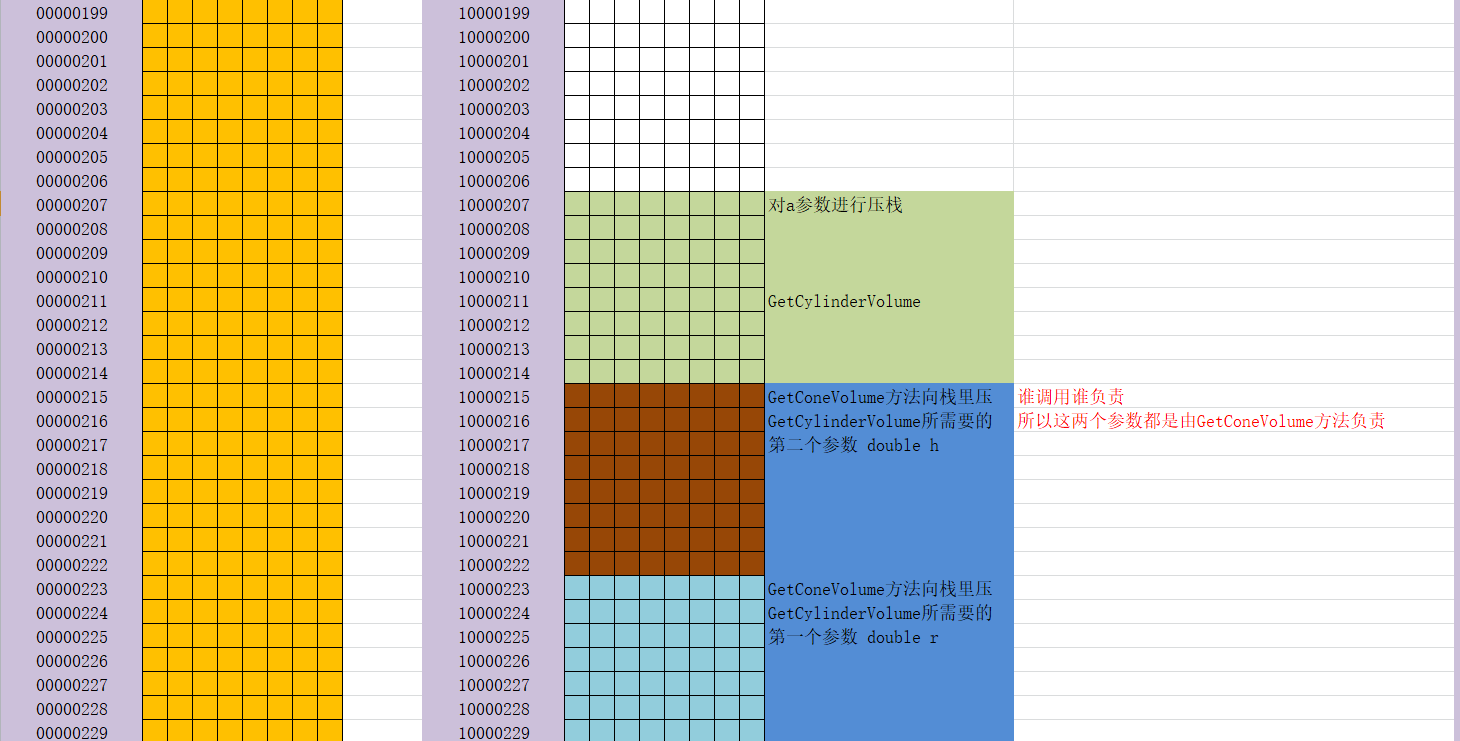 00000199 10000199
00000200 10000200
00000201 10000201
00000202 10000202
00000203 10000203
00000204 10000204
00000205 10000205
00000206 10000206
00000207 10000207 对a参数进行压栈
00000208 10000208
00000209 10000209
00000210 10000210
00000211 10000211 GetCylinderVolume
00000212 10000212
00000213 10000213
00000214 10000214
00000215 10000215 GetConeVolume方法向栈里压 谁调用谁负责
00000216 10000216 GetCylinderVolume所需要的 所以这两个参数都是由GetConeVolume方法负责
00000217 10000217 第二个参数 double h
00000218 10000218
00000219 10000219
00000220 10000220
00000221 10000221
00000222 10000222
00000223 10000223 GetConeVolume方法向栈里压
00000224 10000224 GetCylinderVolume所需要的
00000225 10000225 第一个参数 double r
00000226 10000226
00000227 10000227
00000228 10000228
00000229 10000229